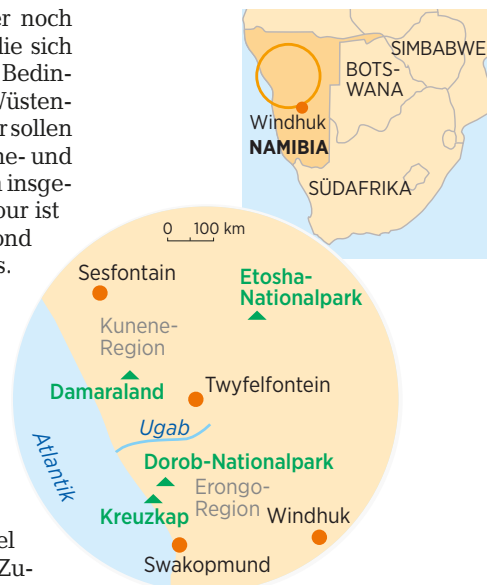 er noch
die sich
Bedin-
Wüsten-
r sollen
ne- und
insge-
our ist
ond
s.
SIMBABWE
BOTS-
WANA
Windhuk
NAMIBIA
SÜDAFRIKA
0 100 km
Sesfontain
Etosha-
Nationalpark
Kunene-
Region
Damaraland
Twyfelfontein
Ugab
Atlantik
Dorob-Nationalpark
Erongo-
Region
Kreuzkap
Windhuk
Swakopmund
el
Zu-